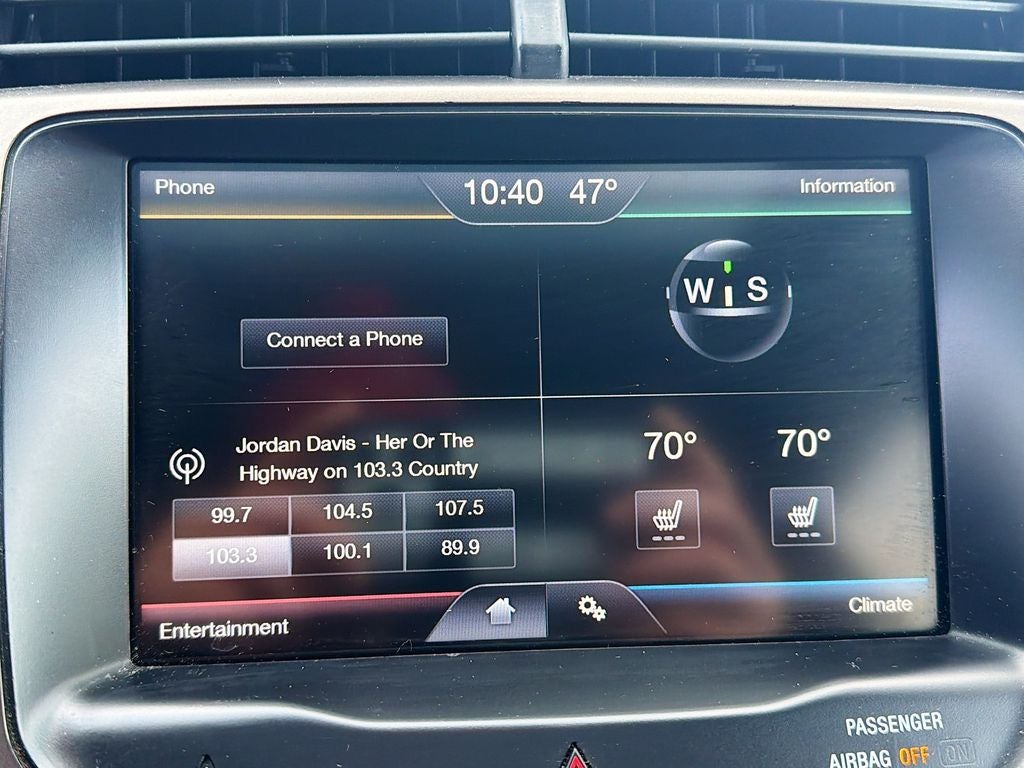 Phone
10:40 47°
Information
W S
Connect a Phone
Jordan Davis - Her Or The
Highway on 103.3 Country
99.7 104.5 107.5
103.3 100.1 89.9
70° 70°
Entertainment
Climate
PASSENGER
AIRBAG OFF ON